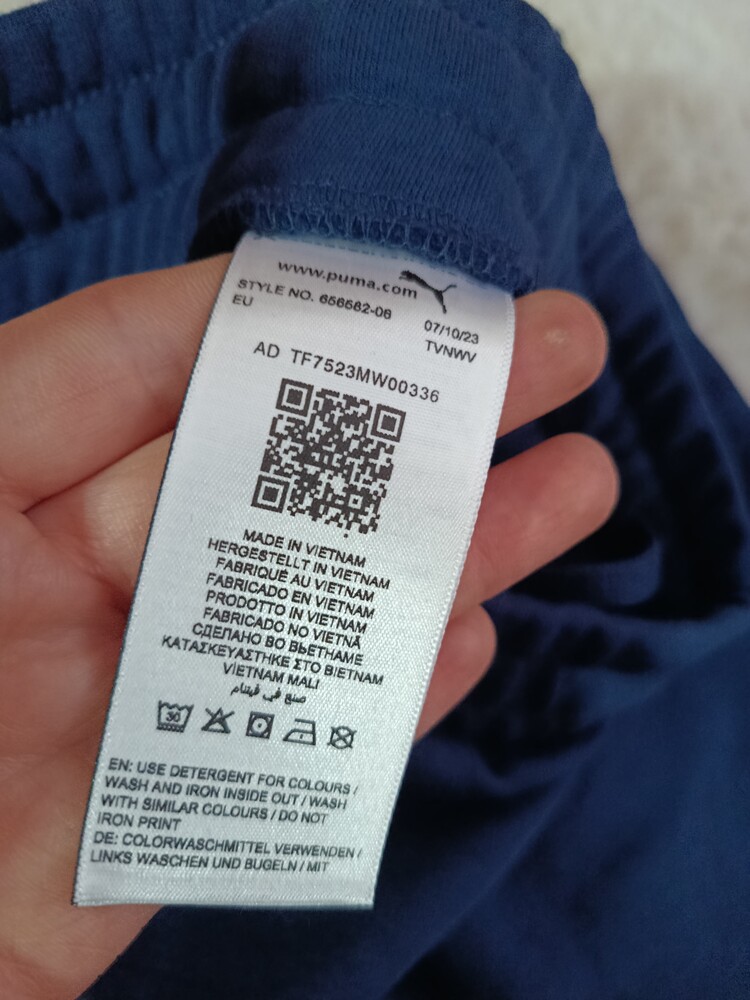 www.puma.com
STYLE NO. 656562-06
EU
07/10/23
TVNWV
AD TF7523MW00336
MADE IN VIETNAM
HERGESTELLT IN VIETNAM
FABRIQUÉ AU VIETNAM
FABRICADO EN VIETNAM
PRODOTTO IN VIETNAM
FABRICADO NO VIETNÃ
СДЕЛАНО ВО ВЬЕТНАМЕ
ΚΑΤΑΣΚΕΥΑΣΤΗΚΕ ΣΤΟ ΒΙΕΤΝΑΜ
VİETNAM MALI
صنع في فيتنام
30
EN: USE DETERGENT FOR COLOURS /
WASH AND IRON INSIDE OUT / WASH
WITH SIMILAR COLOURS / DO NOT
IRON PRINT
DE: COLORWASCHMITTEL VERWENDEN /
LINKS WASCHEN UND BUGELN / MIT